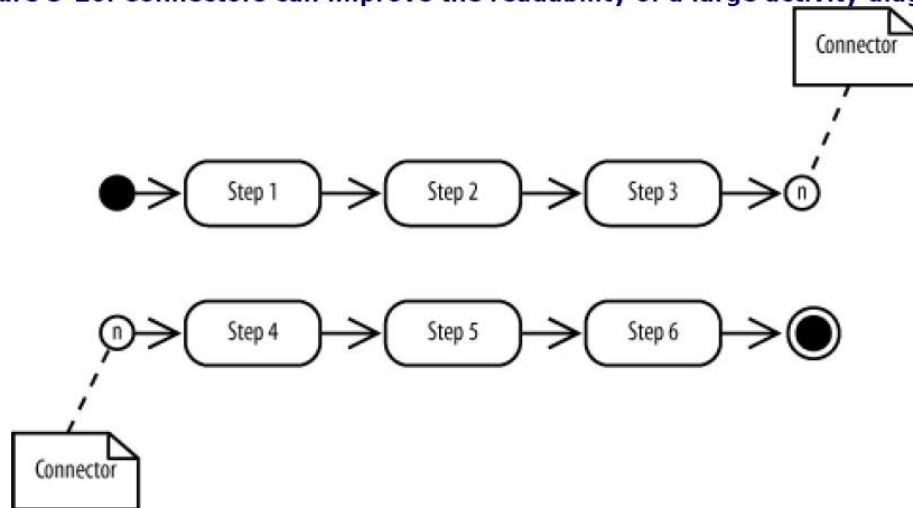 Connectors can improve the readability of a large activity
Connector
Step 1
Step 2
Step 3
n
n
Step 4
Step 5
Step 6
Connector